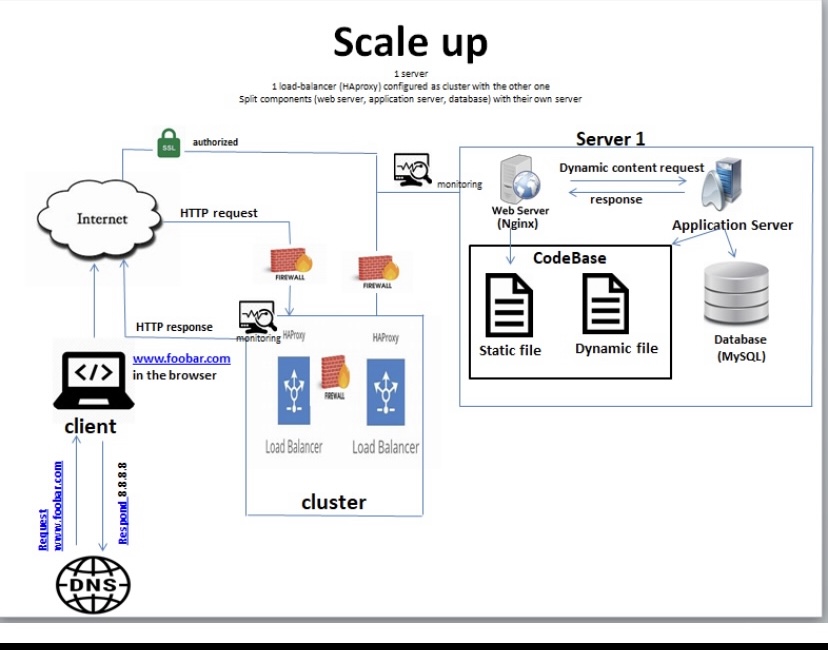 Scale up
1 server
1 load-balancer (HAproxy) configured as cluster with the other one
Split components (web server, application server, database) with their own server
SSL
authorized
Internet
HTTP request
FIREWALL
FIREWALL
monitoring
Server 1
Web Server
(Nginx)
Dynamic content request
response
Application Server
CodeBase
Static file
Dynamic file
Database
(MySQL)
HTTP response
monitoring
HAProxy
HAProxy
FIREWALL
Load Balancer
Load Balancer
cluster
www.foobar.com
in the browser
</>
client
Request
www.foobar.com
Respond 8.8.8.8
DNS